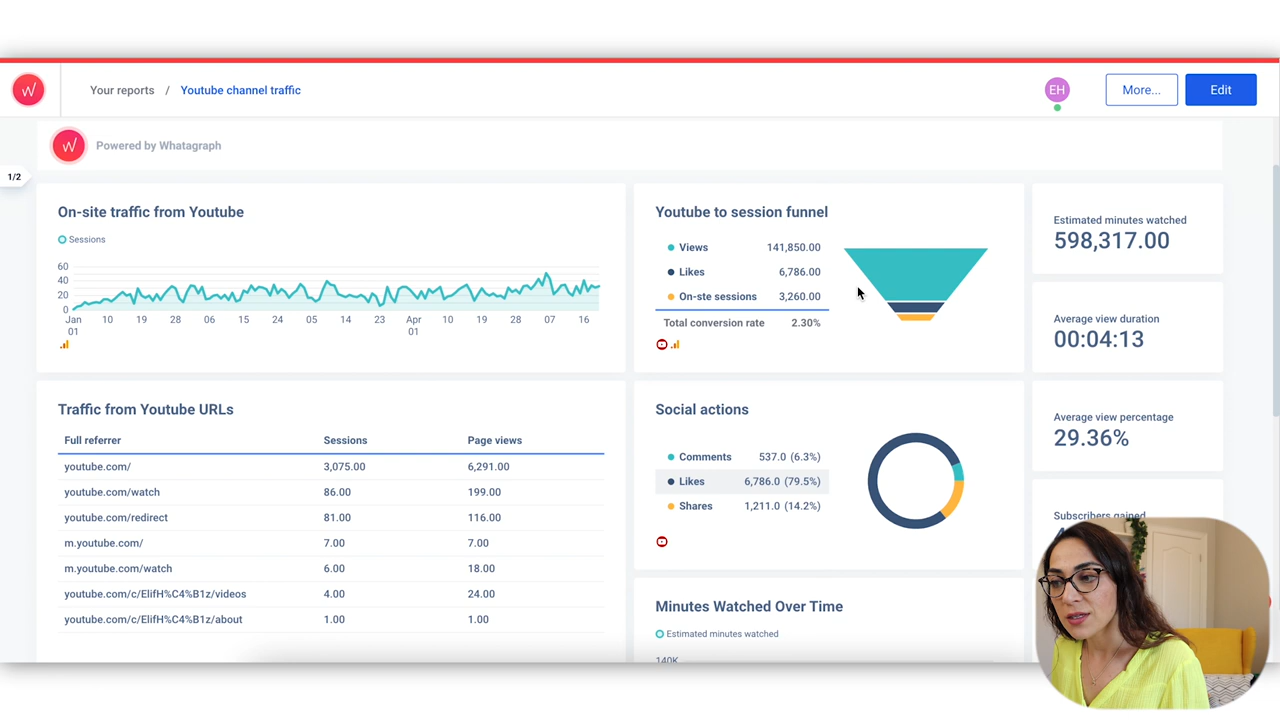 Your reports / Youtube channel traffic
EH
More...
Edit
Powered by Whatagraph
1/2
On-site traffic from Youtube
Sessions
60
40
20
0
Jan 01 10 19 28 06 15 24 05 14 23 Apr 01 10 19 28 07 16
Youtube to session funnel
Views 141,850.00
Likes 6,786.00
On-ste sessions 3,260.00
Total conversion rate 2.30%
Estimated minutes watched
598,317.00
Average view duration
00:04:13
Traffic from Youtube URLs
Full referrer Sessions Page views
youtube.com/ 3,075.00 6,291.00
youtube.com/watch 86.00 199.00
youtube.com/redirect 81.00 116.00
m.youtube.com/ 7.00 7.00
m.youtube.com/watch 6.00 18.00
youtube.com/c/ElifH%C4%B1z/videos 4.00 24.00
youtube.com/c/ElifH%C4%B1z/about 1.00 1.00
Social actions
Comments 537.0 (6.3%)
Likes 6,786.0 (79.5%)
Shares 1,211.0 (14.2%)
Average view percentage
29.36%
Subscribers gained
Minutes Watched Over Time
Estimated minutes watched
140K